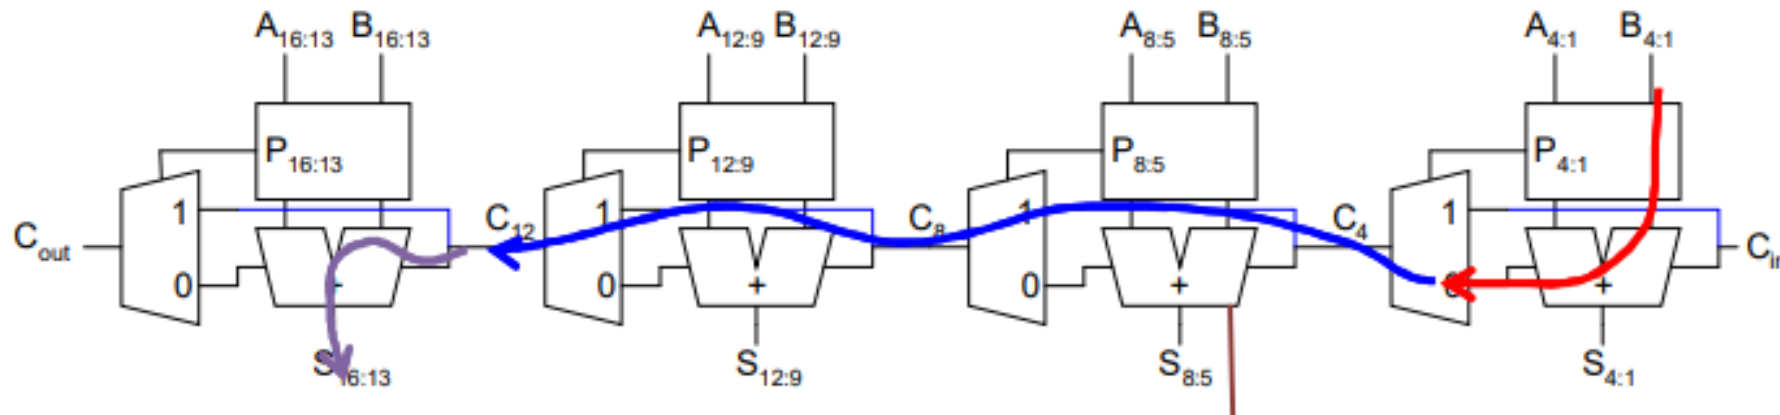 A16:13 B16:13 A12:9 B12:9 A8:5 B8:5 A4:1 B4:1
P16:13 P12:9 P8:5 P4:1
1 C12 1 C8 1 C4 1
Cout Cin
0 + 0 + 0 + 0 +
S16:13 S12:9 S8:5 S4:1